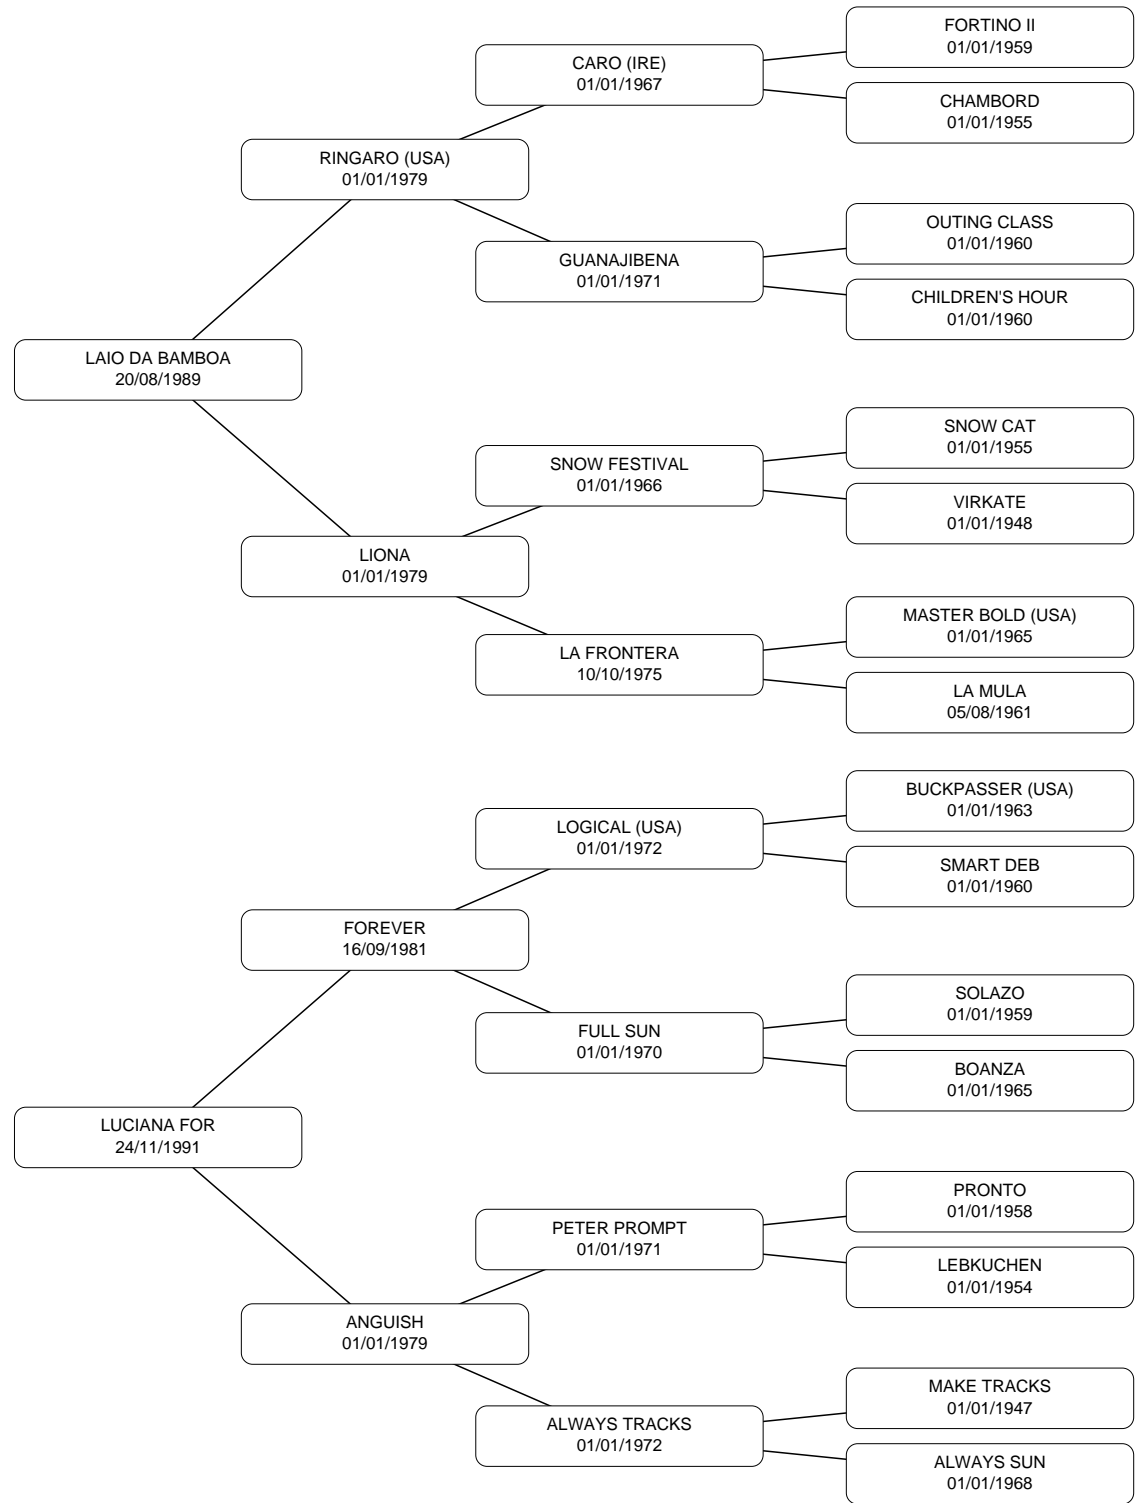 FORTINO II
01/01/1959
CARO (IRE)
01/01/1967
CHAMBORD
01/01/1955
RINGARO (USA)
01/01/1979
OUTING CLASS
01/01/1960
GUANAJIBENA
01/01/1971
CHILDREN'S HOUR
01/01/1960
LAIO DA BAMBOA
20/08/1989
SNOW CAT
01/01/1955
SNOW FESTIVAL
01/01/1966
VIRKATE
01/01/1948
LIONA
01/01/1979
MASTER BOLD (USA)
01/01/1965
LA FRONTERA
10/10/1975
LA MULA
05/08/1961
BUCKPASSER (USA)
01/01/1963
LOGICAL (USA)
01/01/1972
SMART DEB
01/01/1960
FOREVER
16/09/1981
SOLAZO
01/01/1959
FULL SUN
01/01/1970
BOANZA
01/01/1965
LUCIANA FOR
24/11/1991
PRONTO
01/01/1958
PETER PROMPT
01/01/1971
LEBKUCHEN
01/01/1954
ANGUISH
01/01/1979
MAKE TRACKS
01/01/1947
ALWAYS TRACKS
01/01/1972
ALWAYS SUN
01/01/1968